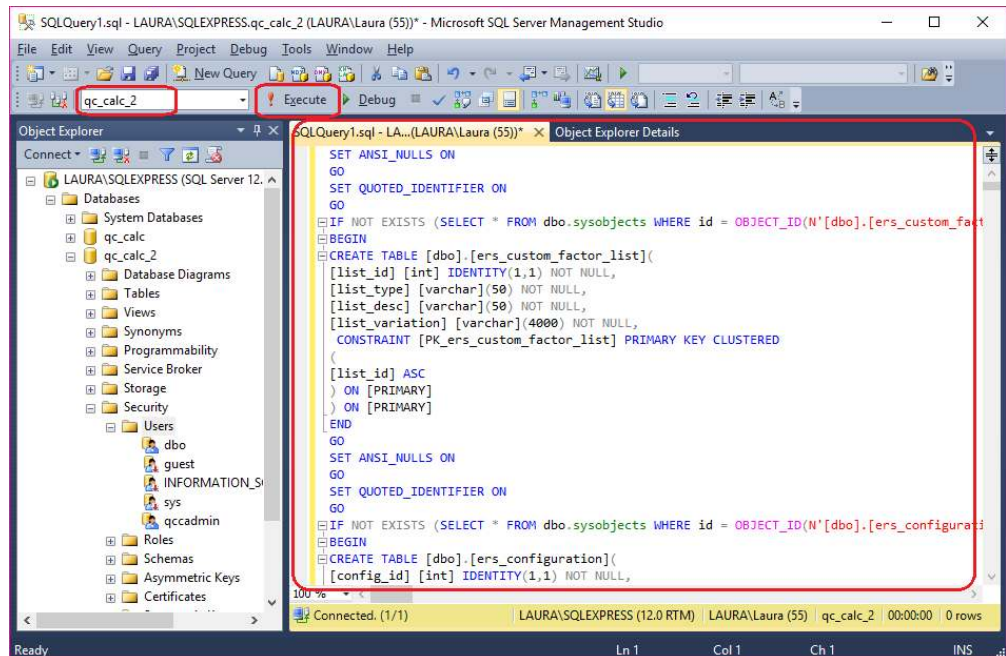 SQLQuery1.sql - LAURA\SQLEXPRESS.qc_calc_2 (LAURA\Laura (55))* - Microsoft SQL Server Management Studio
File Edit View Query Project Debug Tools Window Help
New Query
qc_calc_2 Execute Debug
Object Explorer
Connect
LAURA\SQLEXPRESS (SQL Server 12.
Databases
System Databases
qc_calc
qc_calc_2
Database Diagrams
Tables
Views
Synonyms
Programmability
Service Broker
Storage
Security
Users
dbo
guest
INFORMATION_S
sys
qccadmin
Roles
Schemas
Asymmetric Keys
Certificates
SQLQuery1.sql - LA...(LAURA\Laura (55))* Object Explorer Details
SET ANSI_NULLS ON
GO
SET QUOTED_IDENTIFIER ON
GO
IF NOT EXISTS (SELECT * FROM dbo.sysobjects WHERE id = OBJECT_ID(N'[dbo].[ers_custom_fact
BEGIN
CREATE TABLE [dbo].[ers_custom_factor_list](
[list_id] [int] IDENTITY(1,1) NOT NULL,
[list_type] [varchar](50) NOT NULL,
[list_desc] [varchar](50) NOT NULL,
[list_variation] [varchar](4000) NOT NULL,
CONSTRAINT [PK_ers_custom_factor_list] PRIMARY KEY CLUSTERED
(
[list_id] ASC
) ON [PRIMARY]
) ON [PRIMARY]
END
GO
SET ANSI_NULLS ON
GO
SET QUOTED_IDENTIFIER ON
GO
IF NOT EXISTS (SELECT * FROM dbo.sysobjects WHERE id = OBJECT_ID(N'[dbo].[ers_configurati
BEGIN
CREATE TABLE [dbo].[ers_configuration](
[config_id] [int] IDENTITY(1,1) NOT NULL,
100 %
Connected. (1/1) LAURA\SQLEXPRESS (12.0 RTM) LAURA\Laura (55) qc_calc_2 00:00:00 0 rows
Ready Ln 1 Col 1 Ch 1 INS